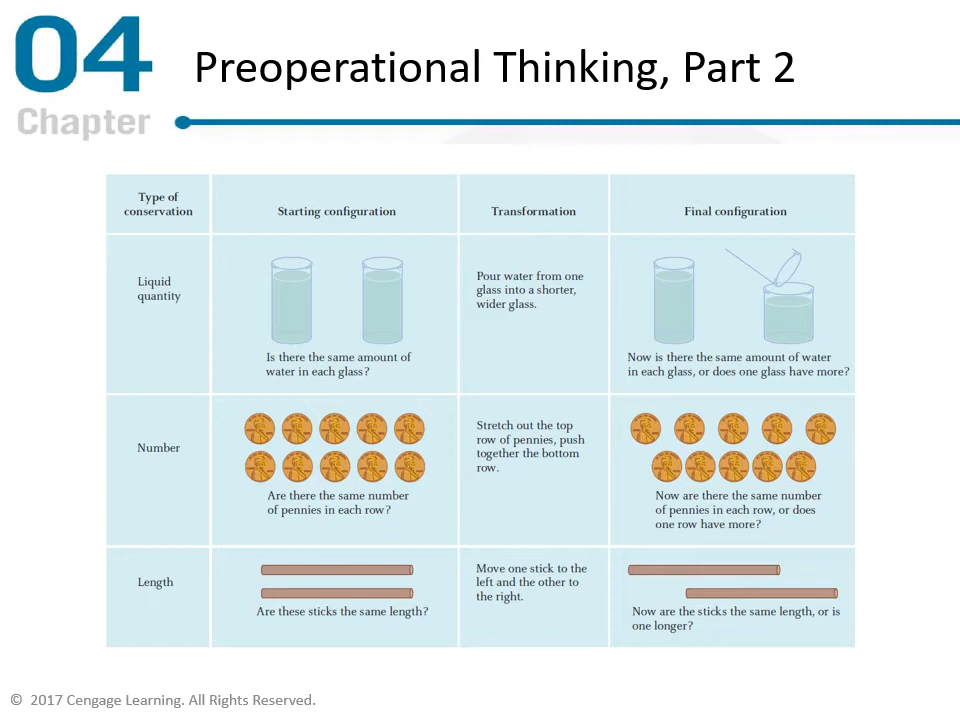 04
Chapter
Preoperational Thinking, Part 2
Type of
conservation
Starting configuration
Transformation
Final configuration
Liquid
quantity
Is there the same amount of
water in each glass?
Pour water from one
glass into a shorter,
wider glass.
Now is there the same amount of water
in each glass, or does one glass have more?
Number
Are there the same number
of pennies in each row?
Stretch out the top
row of pennies, push
together the bottom
row.
Now are there the same number
of pennies in each row, or does
one row have more?
Length
Are these sticks the same length?
Move one stick to the
left and the other to
the right.
Now are the sticks the same length, or is
one longer?
© 2017 Cengage Learning. All Rights Reserved.